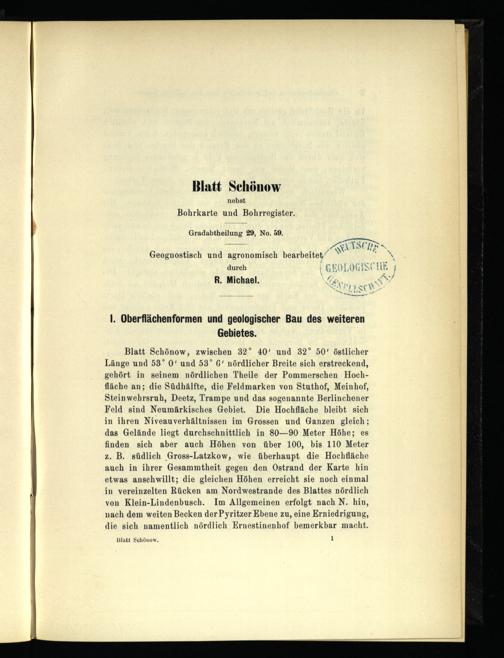 Blatt Schönow
nebst
Bohrkarte und Bohrregister.
Gradabtheilung 29, No. 59.
Geognostisch und agronomisch bearbeitet
durch
R. Michael.
DEUTSCHE
GEOLOGISCHE
GESELLSCHAFT.
I. Oberflächenformen und geologischer Bau des weiteren
Gebietes.
Blatt Schönow, zwischen 32° 40′ und 32° 50′ östlicher
Länge und 53° 0′ und 53° 6′ nördlicher Breite sich erstreckend,
gehört in seinem nördlichen Theile der Pommerschen Hoch-
fläche an; die Südhälfte, die Feldmarken von Stuthof, Meinhof,
Steinwehrsruh, Deetz, Trampe und das sogenannte Berlinchener
Feld sind Neumärkisches Gebiet. Die Hochfläche bleibt sich
in ihren Niveauverhältnissen im Grossen und Ganzen gleich;
das Gelände liegt durchschnittlich in 80—90 Meter Höhe; es
finden sich aber auch Höhen von über 100, bis 110 Meter
z. B. südlich Gross-Latzkow, wie überhaupt die Hochfläche
auch in ihrer Gesammtheit gegen den Ostrand der Karte hin
etwas anschwillt; die gleichen Höhen erreicht sie noch einmal
in vereinzelten Rücken am Nordwestrande des Blattes nördlich
von Klein-Lindenbusch. Im Allgemeinen erfolgt nach N. hin,
nach dem weiten Becken der Pyritzer Ebene zu, eine Erniedrigung,
die sich namentlich nördlich Ernestinenhof bemerkbar macht.
Blatt Schönow. 1